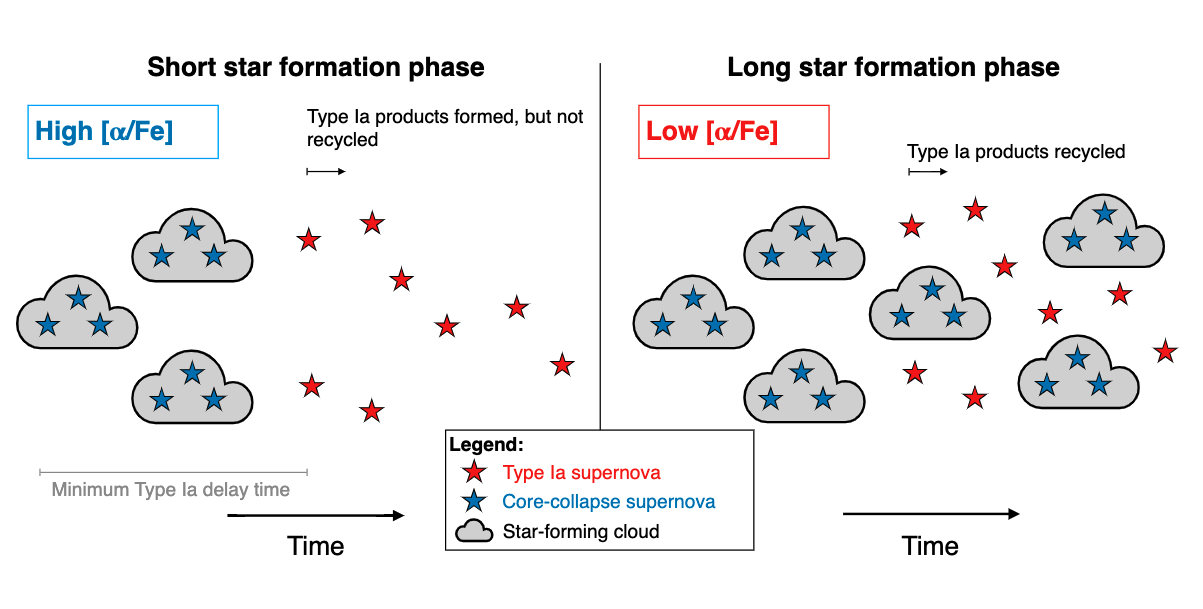 Short star formation phase
High [α/Fe]
Type Ia products formed, but not
recycled
Minimum Type Ia delay time
Time
Long star formation phase
Low [α/Fe]
Type Ia products recycled
Time
Legend:
Type Ia supernova
Core-collapse supernova
Star-forming cloud